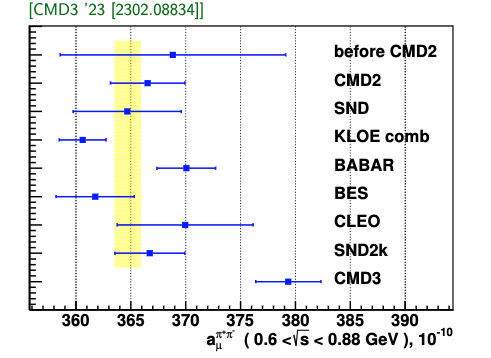 [CMD3 '23 [2302.08834]]
before CMD2
CMD2
SND
KLOE comb
BABAR
BES
CLEO
SND2k
CMD3
360 365 370 375 380 385 390
a_μ^{π⁺π⁻} ( 0.6 <√s < 0.88 GeV ), 10⁻¹⁰